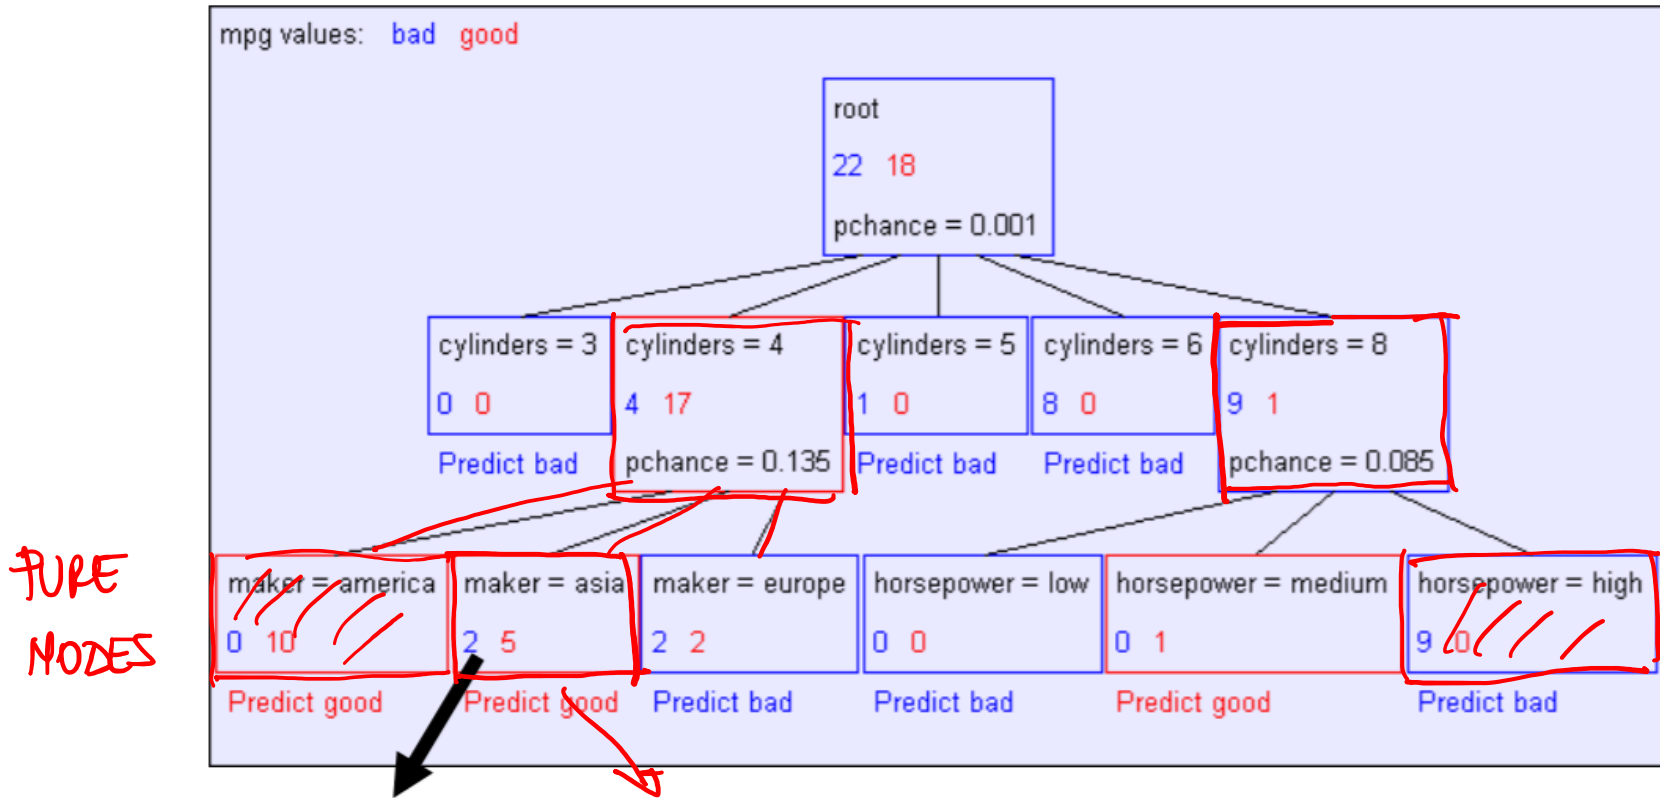 mpg values: bad good
root
22 18
pchance = 0.001
cylinders = 3 cylinders = 4 cylinders = 5 cylinders = 6 cylinders = 8
0 0 4 17 1 0 8 0 9 1
Predict bad pchance = 0.135 Predict bad Predict bad pchance = 0.085
PURE
NODES
maker = america maker = asia maker = europe horsepower = low horsepower = medium horsepower = high
0 10 2 5 2 2 0 0 0 1 9 0
Predict good Predict good Predict bad Predict bad Predict good Predict bad